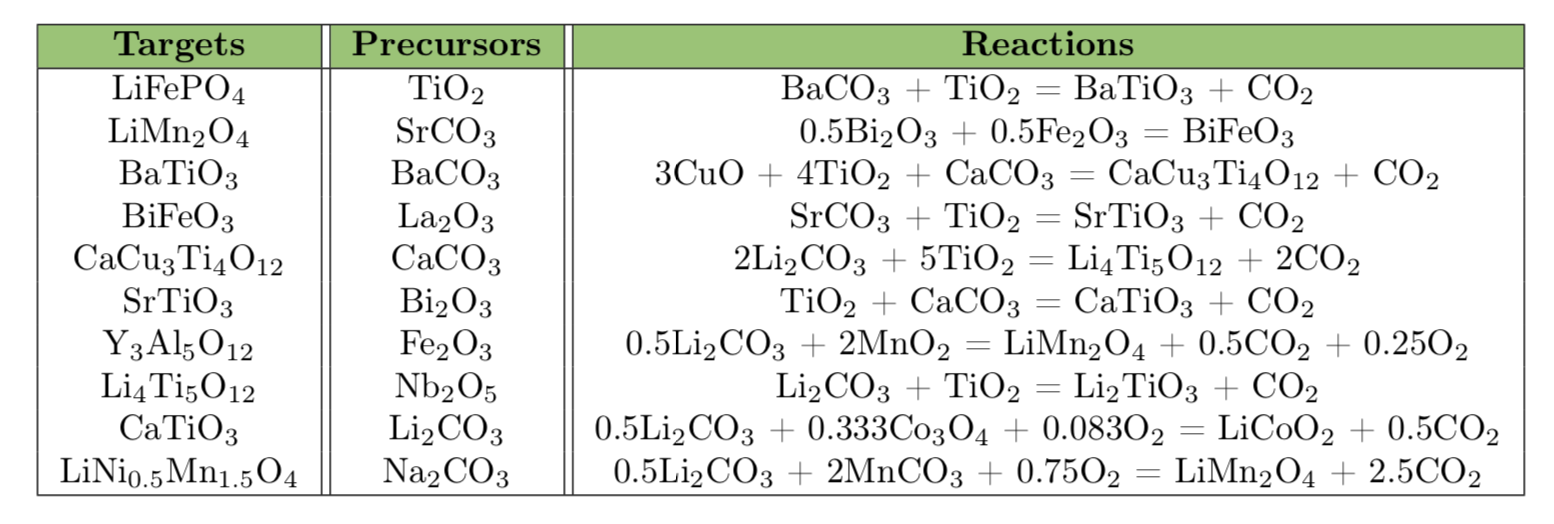 Targets Precursors Reactions
LiFePO₄ TiO₂ BaCO₃ + TiO₂ = BaTiO₃ + CO₂
LiMn₂O₄ SrCO₃ 0.5Bi₂O₃ + 0.5Fe₂O₃ = BiFeO₃
BaTiO₃ BaCO₃ 3CuO + 4TiO₂ + CaCO₃ = CaCu₃Ti₄O₁₂ + CO₂
BiFeO₃ La₂O₃ SrCO₃ + TiO₂ = SrTiO₃ + CO₂
CaCu₃Ti₄O₁₂ CaCO₃ 2Li₂CO₃ + 5TiO₂ = Li₄Ti₅O₁₂ + 2CO₂
SrTiO₃ Bi₂O₃ TiO₂ + CaCO₃ = CaTiO₃ + CO₂
Y₃Al₅O₁₂ Fe₂O₃ 0.5Li₂CO₃ + 2MnO₂ = LiMn₂O₄ + 0.5CO₂ + 0.25O₂
Li₄Ti₅O₁₂ Nb₂O₅ Li₂CO₃ + TiO₂ = Li₂TiO₃ + CO₂
CaTiO₃ Li₂CO₃ 0.5Li₂CO₃ + 0.333Co₃O₄ + 0.083O₂ = LiCoO₂ + 0.5CO₂
LiNi₀.₅Mn₁.₅O₄ Na₂CO₃ 0.5Li₂CO₃ + 2MnCO₃ + 0.75O₂ = LiMn₂O₄ + 2.5CO₂